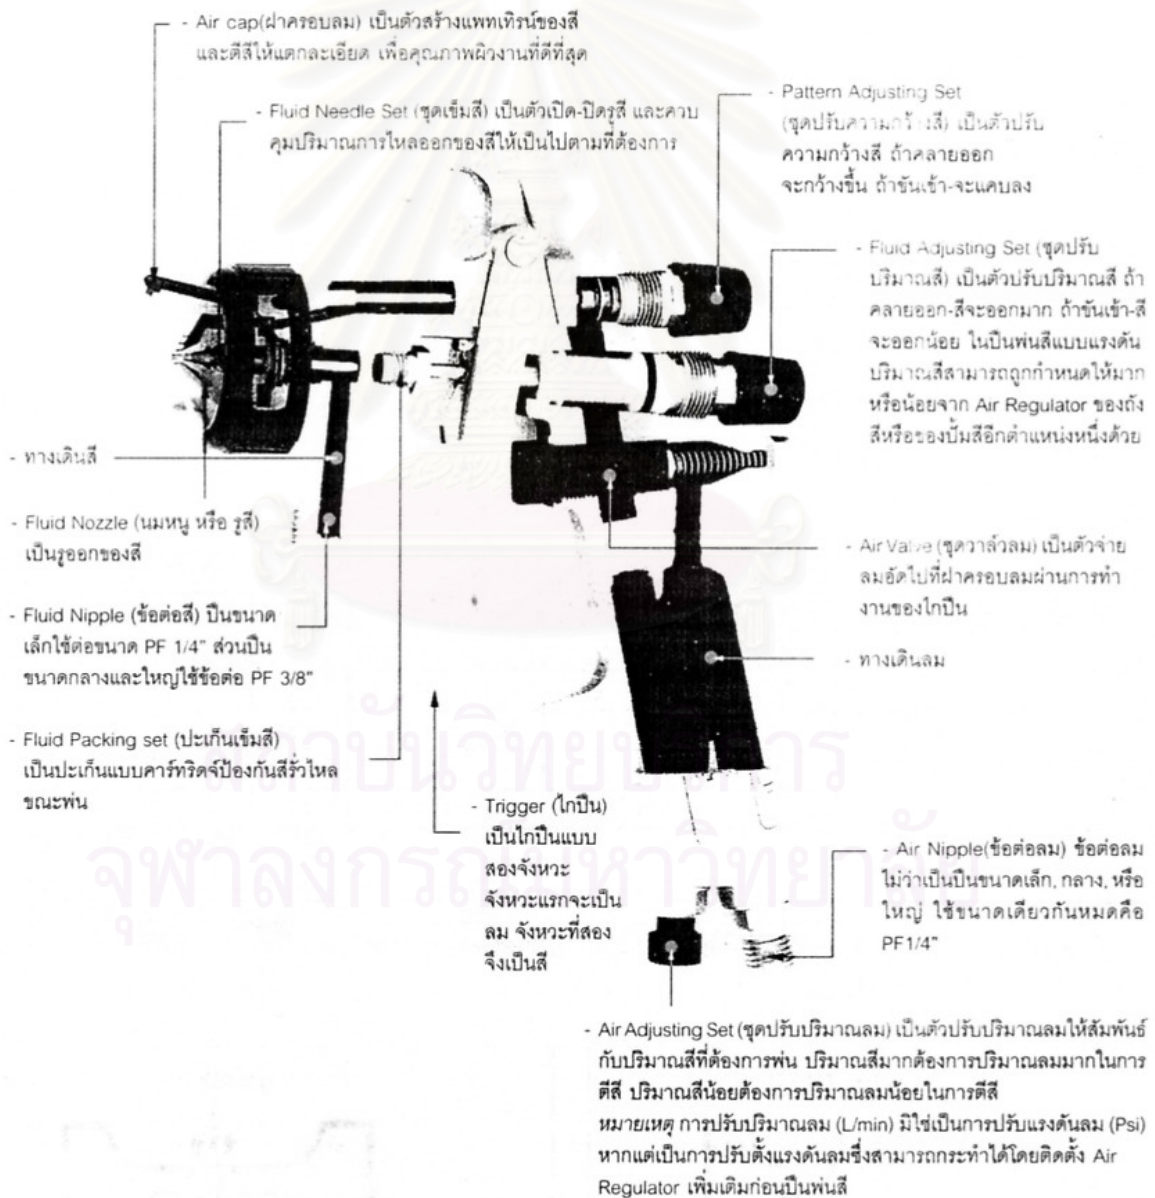 - Air cap(ฝาครอบลม) เป็นตัวสร้างแพทเทิร์นของสี
และตีสีให้แตกละเอียด เพื่อคุณภาพผิวงานที่ดีที่สุด
- Fluid Needle Set (ชุดเข็มสี) เป็นตัวเปิด-ปิดรูสี และควบ
คุมปริมาณการไหลออกของสีให้เป็นไปตามที่ต้องการ
- Pattern Adjusting Set
(ชุดปรับความกว้างสี) เป็นตัวปรับ
ความกว้างสี ถ้าคลายออก
จะกว้างขึ้น ถ้าขันเข้า-จะแคบลง
- Fluid Adjusting Set (ชุดปรับ
ปริมาณสี) เป็นตัวปรับปริมาณสี ถ้า
คลายออก-สีจะออกมาก ถ้าขันเข้า-สี
จะออกน้อย ในปืนพ่นสีแบบแรงดัน
ปริมาณสีสามารถถูกกำหนดให้มาก
หรือน้อยจาก Air Regulator ของถัง
สีหรือของปั๊มสีอีกตำแหน่งหนึ่งด้วย
- ทางเดินสี
- Fluid Nozzle (นมหนู หรือ รูสี)
เป็นรูออกของสี
- Fluid Nipple (ข้อต่อสี) ปืนขนาด
เล็กใช้ต่อขนาด PF 1/4" ส่วนปืน
ขนาดกลางและใหญ่ใช้ข้อต่อ PF 3/8"
- Fluid Packing set (ปะเก็นเข็มสี)
เป็นปะเก็นแบบคาร์ทริดจ์ป้องกันสีรั่วไหล
ขณะพ่น
- Air Valve (ชุดวาล์วลม) เป็นตัวจ่าย
ลมอัดไปที่ฝาครอบลมผ่านการทำ
งานของไกปืน
- ทางเดินลม
- Trigger (ไกปืน)
เป็นไกปืนแบบ
สองจังหวะ
จังหวะแรกจะเป็น
ลม จังหวะที่สอง
จึงเป็นสี
- Air Nipple(ข้อต่อลม) ข้อต่อลม
ไม่ว่าเป็นปืนขนาดเล็ก, กลาง, หรือ
ใหญ่ ใช้ขนาดเดียวกันหมดคือ
PF1/4"
- Air Adjusting Set (ชุดปรับปริมาณลม) เป็นตัวปรับปริมาณลมให้สัมพันธ์
กับปริมาณสีที่ต้องการพ่น ปริมาณสีมากต้องการปริมาณลมมากในการ
ตีสี ปริมาณสีน้อยต้องการปริมาณลมน้อยในการตีสี
หมายเหตุ การปรับปริมาณลม (L/min) มิใช่เป็นการปรับแรงดันลม (Psi)
หากแต่เป็นการปรับตั้งแรงดันลมซึ่งสามารถกระทำได้โดยติดตั้ง Air
Regulator เพิ่มเติมก่อนปืนพ่นสี
สถาบันวิทยบริการ
จุฬาลงกรณ์มหาวิทยาลัย